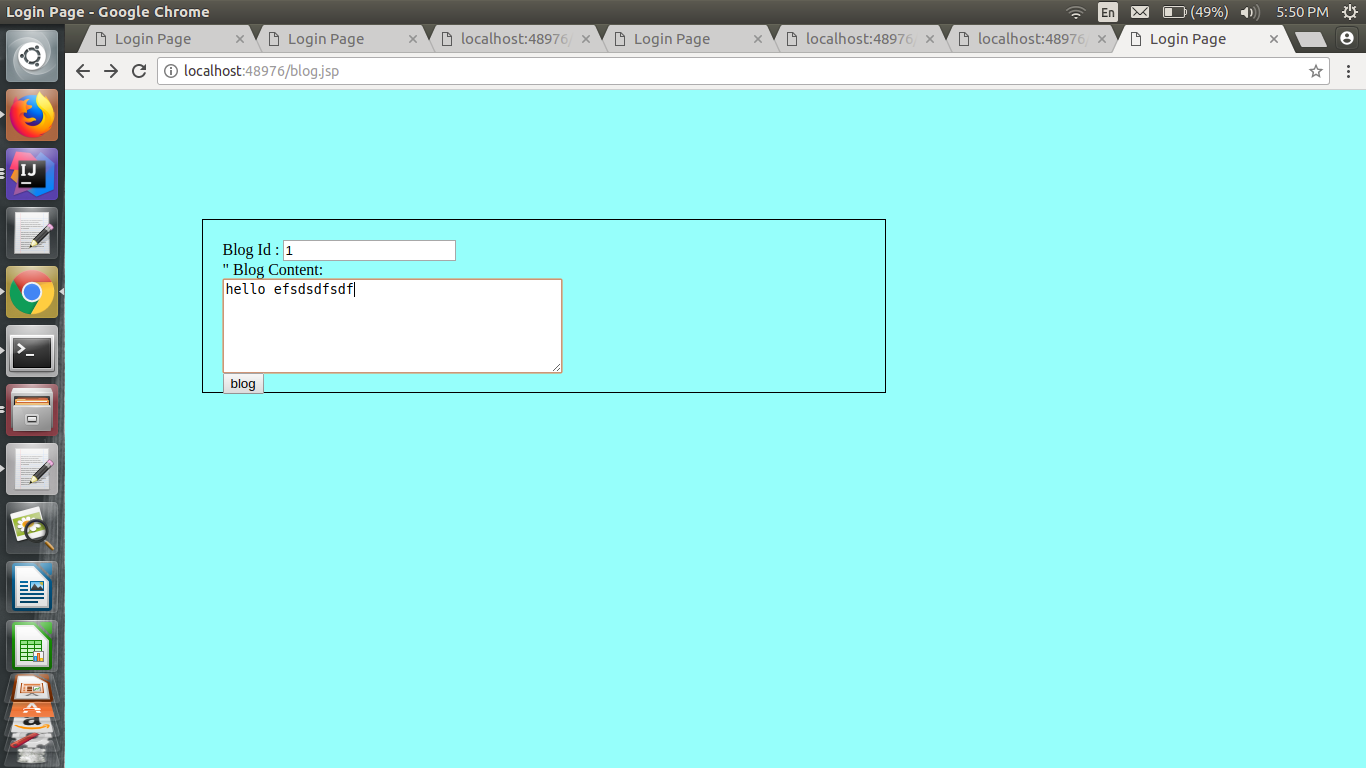 Login Page - Google Chrome
En
(49%)
5:50 PM
Login Page
Login Page
localhost:48976/
Login Page
localhost:48976/
localhost:48976/
Login Page
localhost:48976/blog.jsp
IJ
Blog Id : 1
" Blog Content:
hello efsdsdfsdf
blog
a